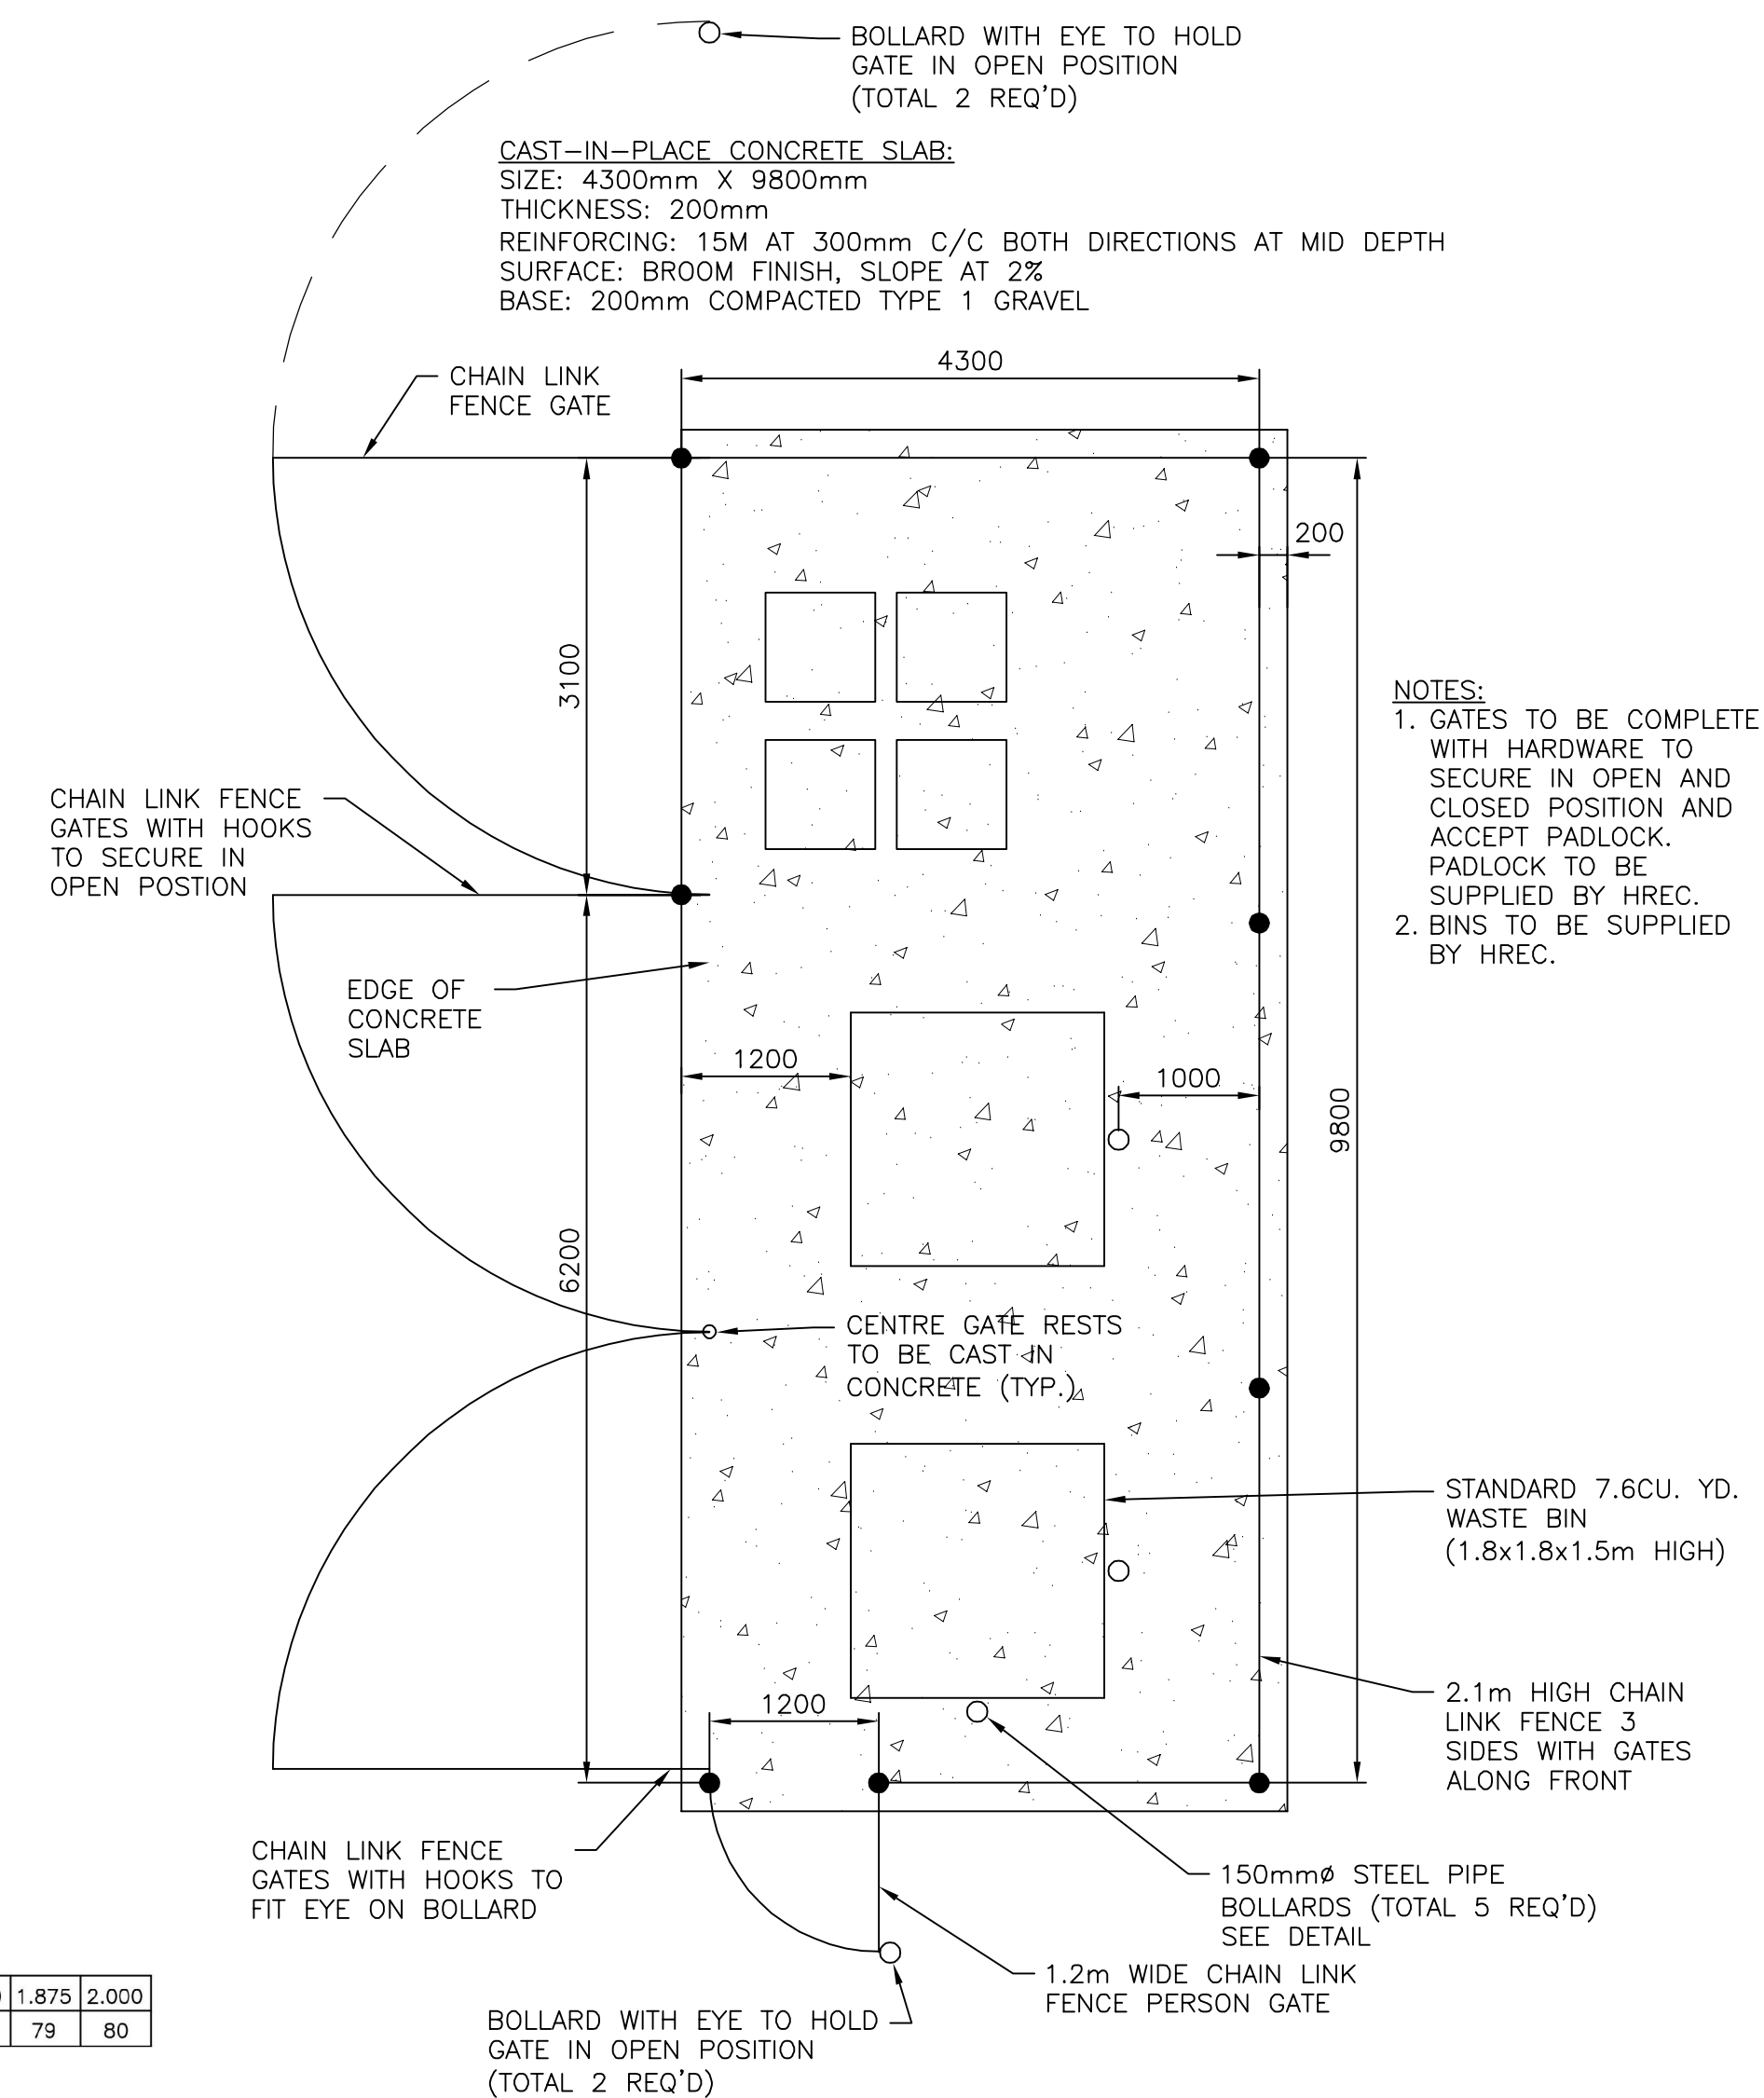 BOLLARD WITH EYE TO HOLD
GATE IN OPEN POSITION
(TOTAL 2 REQ'D)
CAST-IN-PLACE CONCRETE SLAB:
SIZE: 4300mm X 9800mm
THICKNESS: 200mm
REINFORCING: 15M AT 300mm C/C BOTH DIRECTIONS AT MID DEPTH
SURFACE: BROOM FINISH, SLOPE AT 2%
BASE: 200mm COMPACTED TYPE 1 GRAVEL
4300
CHAIN LINK
FENCE GATE
200
3100
NOTES:
1. GATES TO BE COMPLETE
WITH HARDWARE TO
SECURE IN OPEN AND
CLOSED POSITION AND
ACCEPT PADLOCK.
PADLOCK TO BE
SUPPLIED BY HREC.
2. BINS TO BE SUPPLIED
BY HREC.
CHAIN LINK FENCE
GATES WITH HOOKS
TO SECURE IN
OPEN POSTION
EDGE OF
CONCRETE
SLAB
1200
1000
9800
6200
CENTRE GATE RESTS
TO BE CAST IN
CONCRETE (TYP.)
STANDARD 7.6CU. YD.
WASTE BIN
(1.8x1.8x1.5m HIGH)
1200
2.1m HIGH CHAIN
LINK FENCE 3
SIDES WITH GATES
ALONG FRONT
CHAIN LINK FENCE
GATES WITH HOOKS TO
FIT EYE ON BOLLARD
150mmø STEEL PIPE
BOLLARDS (TOTAL 5 REQ'D)
SEE DETAIL
1.2m WIDE CHAIN LINK
FENCE PERSON GATE
BOLLARD WITH EYE TO HOLD
GATE IN OPEN POSITION
(TOTAL 2 REQ'D)
1.875 2.000
79 80